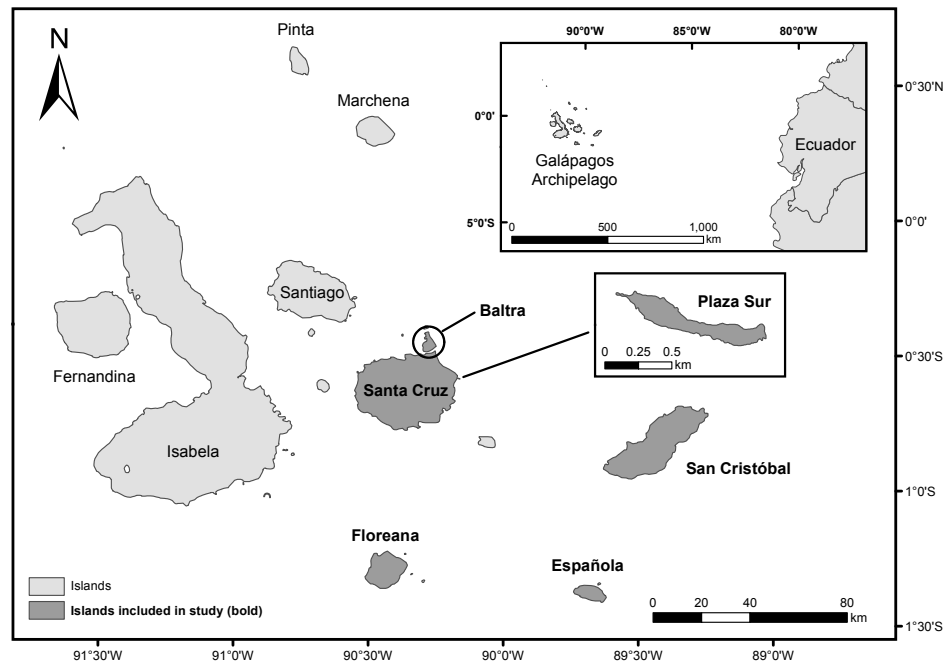 N
Pinta
Marchena
Santiago
Fernandina
Isabela
Baltra
Santa Cruz
Plaza Sur
0 0.25 0.5
km
San Cristóbal
Floreana
Española
90°0'W 85°0'W 80°0'W
0°0'
5°0'S
Galápagos
Archipelago
Ecuador
0 500 1,000
km
0°30'N
0°0'
0°30'S
1°0'S
1°30'S
Islands
Islands included in study (bold)
0 20 40 80
km
91°30'W 91°0'W 90°30'W 90°0'W 89°30'W 89°0'W